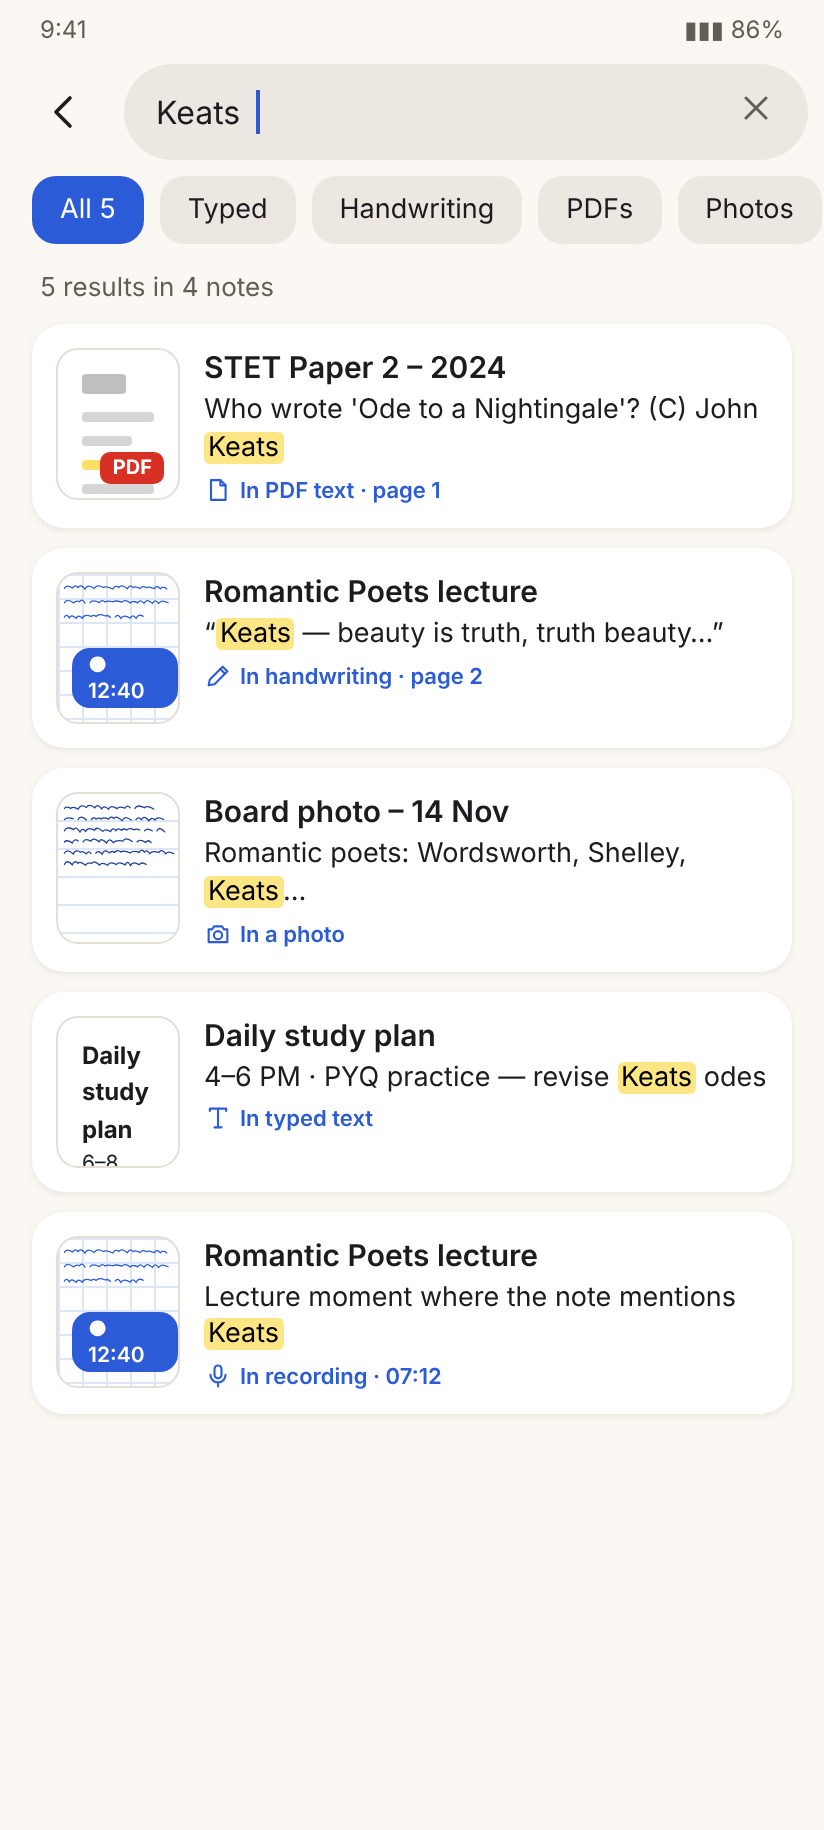 9:41
86%
Keats
All 5
Typed
Handwriting
PDFs
Photos
5 results in 4 notes
PDF
STET Paper 2 – 2024
Who wrote 'Ode to a Nightingale'? (C) John
Keats
In PDF text · page 1
12:40
Romantic Poets lecture
“Keats — beauty is truth, truth beauty...”
In handwriting · page 2
Board photo – 14 Nov
Romantic poets: Wordsworth, Shelley,
Keats...
In a photo
Daily
study
plan
6–8
Daily study plan
4–6 PM · PYQ practice — revise Keats odes
In typed text
12:40
Romantic Poets lecture
Lecture moment where the note mentions
Keats
In recording · 07:12